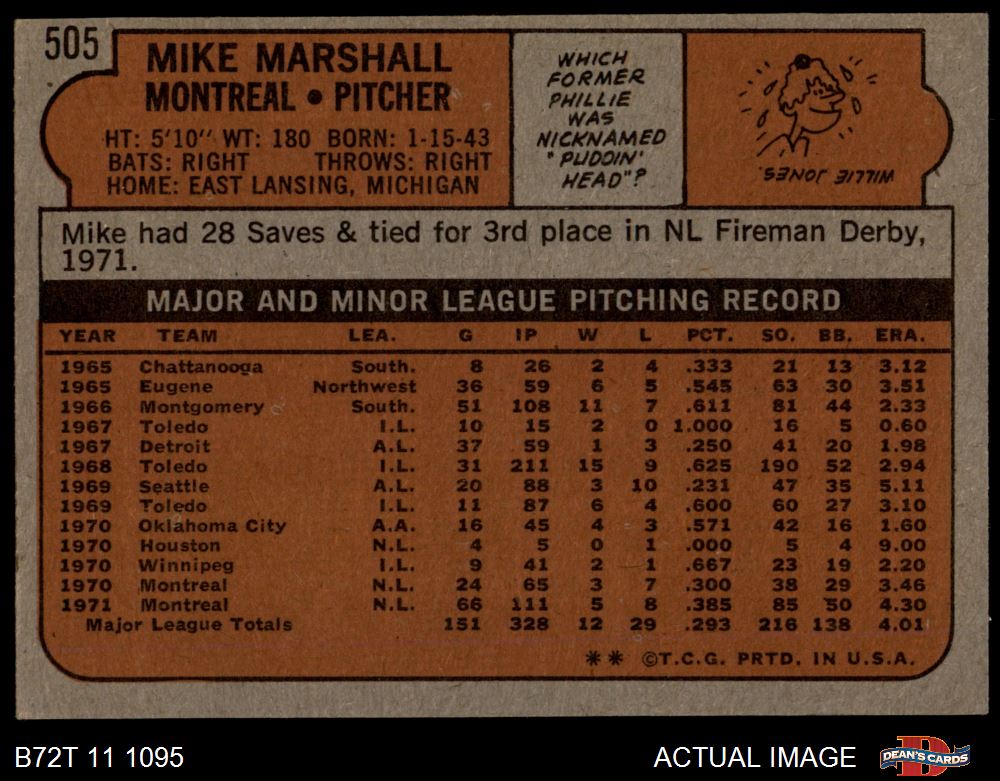 505
MIKE MARSHALL
MONTREAL • PITCHER
HT: 5'10" WT: 180 BORN: 1-15-43
BATS: RIGHT THROWS: RIGHT
HOME: EAST LANSING, MICHIGAN
WHICH
FORMER
PHILLIE
WAS
NICKNAMED
"PUDDIN'
HEAD"?
WILLIE JONES.
Mike had 28 Saves & tied for 3rd place in NL Fireman Derby,
1971.
MAJOR AND MINOR LEAGUE PITCHING RECORD
YEAR TEAM LEA. G IP W L PCT. SO. BB. ERA.
1965 Chattanooga South. 8 26 2 4 .333 21 13 3.12
1965 Eugene Northwest 36 59 6 5 .545 63 30 3.51
1966 Montgomery South. 51 108 11 7 .611 81 44 2.33
1967 Toledo I.L. 10 15 2 0 1.000 16 5 0.60
1967 Detroit A.L. 37 59 1 3 .250 41 20 1.98
1968 Toledo I.L. 31 211 15 9 .625 190 52 2.94
1969 Seattle A.L. 20 88 3 10 .231 47 35 5.11
1969 Toledo I.L. 11 87 6 4 .600 60 27 3.10
1970 Oklahoma City A.A. 16 45 4 3 .571 42 16 1.60
1970 Houston N.L. 4 5 0 1 .000 5 4 9.00
1970 Winnipeg I.L. 9 41 2 1 .667 23 19 2.20
1970 Montreal N.L. 24 65 3 7 .300 38 29 3.46
1971 Montreal N.L. 66 111 5 8 .385 85 50 4.30
Major League Totals 151 328 12 29 .293 216 138 4.01
** ©T.C.G. PRTD. IN U.S.A.
B72T 11 1095 ACTUAL IMAGE
D
DEAN'S CARDS